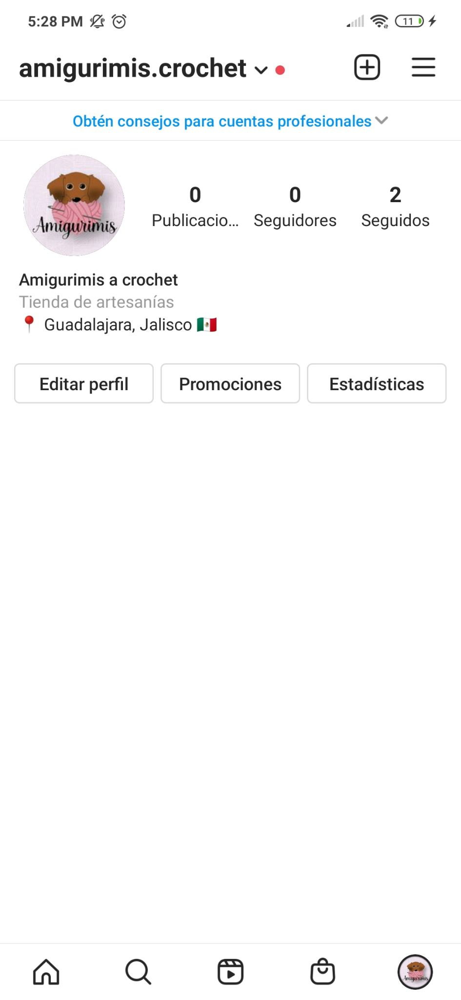 5:28 PM
11
amigurimis.crochet
Obtén consejos para cuentas profesionales
Amigurimis
0 0 2
Publicacio... Seguidores Seguidos
Amigurimis a crochet
Tienda de artesanías
📍 Guadalajara, Jalisco 🇲🇽
Editar perfil Promociones Estadísticas
Amigurimis